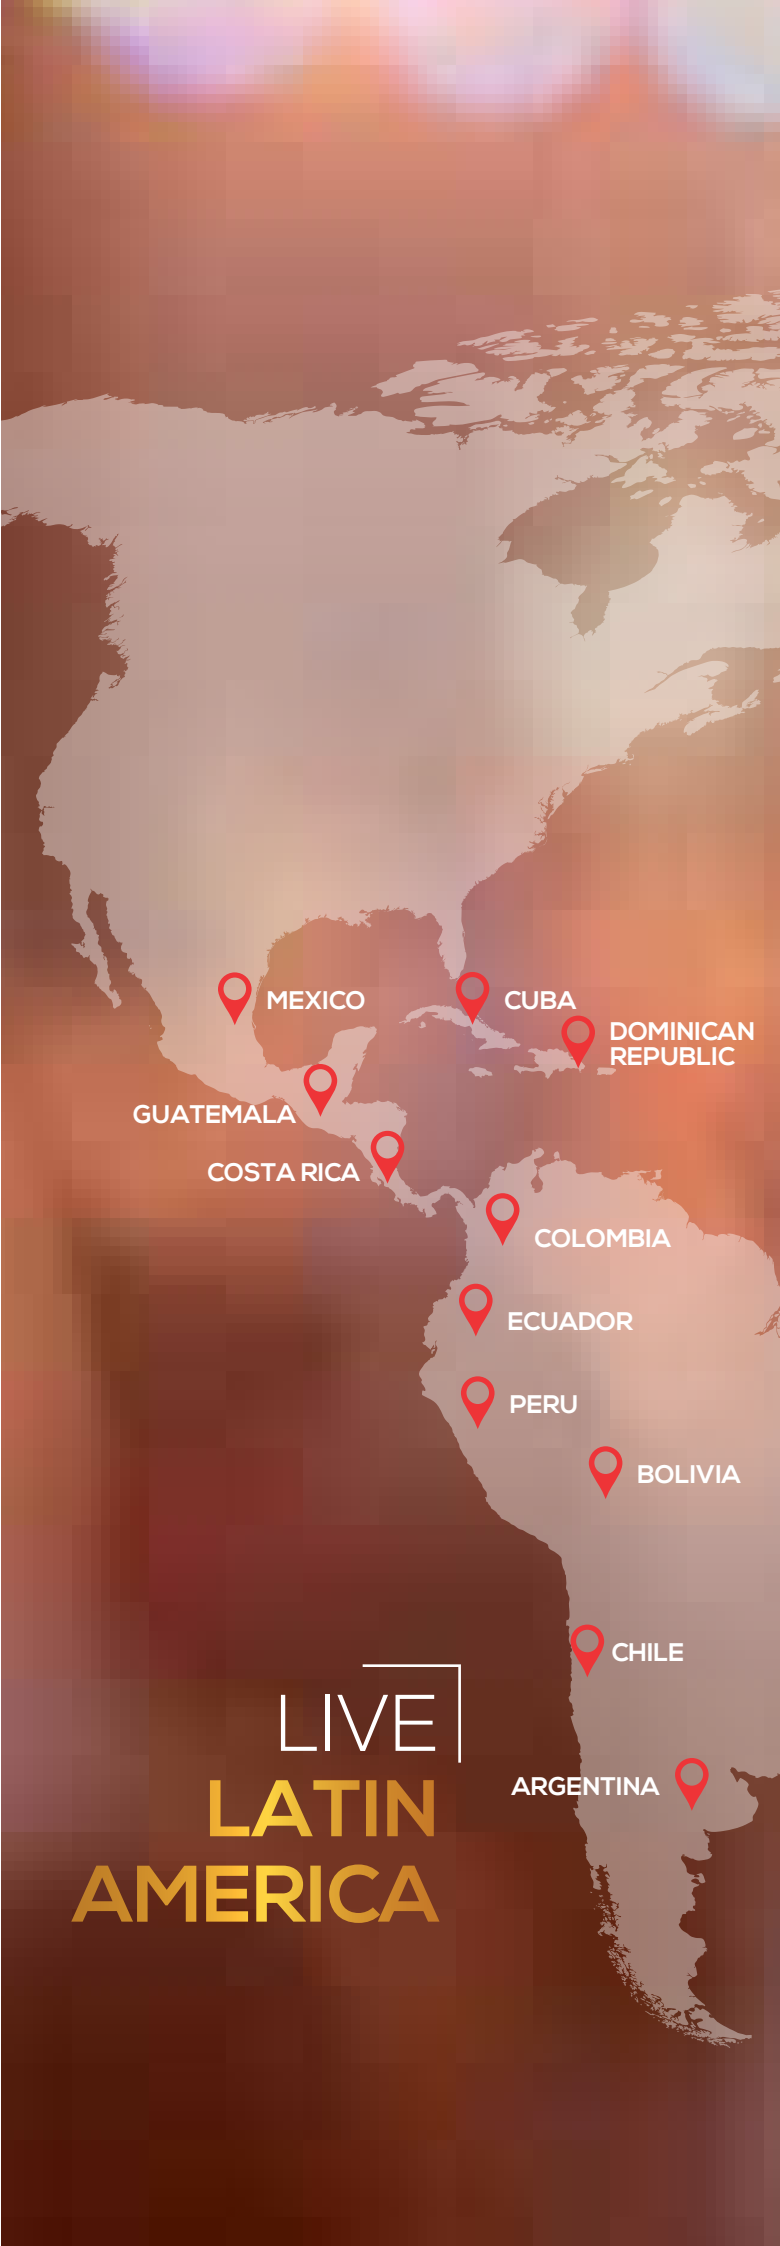 MEXICO
CUBA
DOMINICAN
REPUBLIC
GUATEMALA
COSTA RICA
COLOMBIA
ECUADOR
PERU
BOLIVIA
CHILE
LIVE
ARGENTINA
LATIN
AMERICA